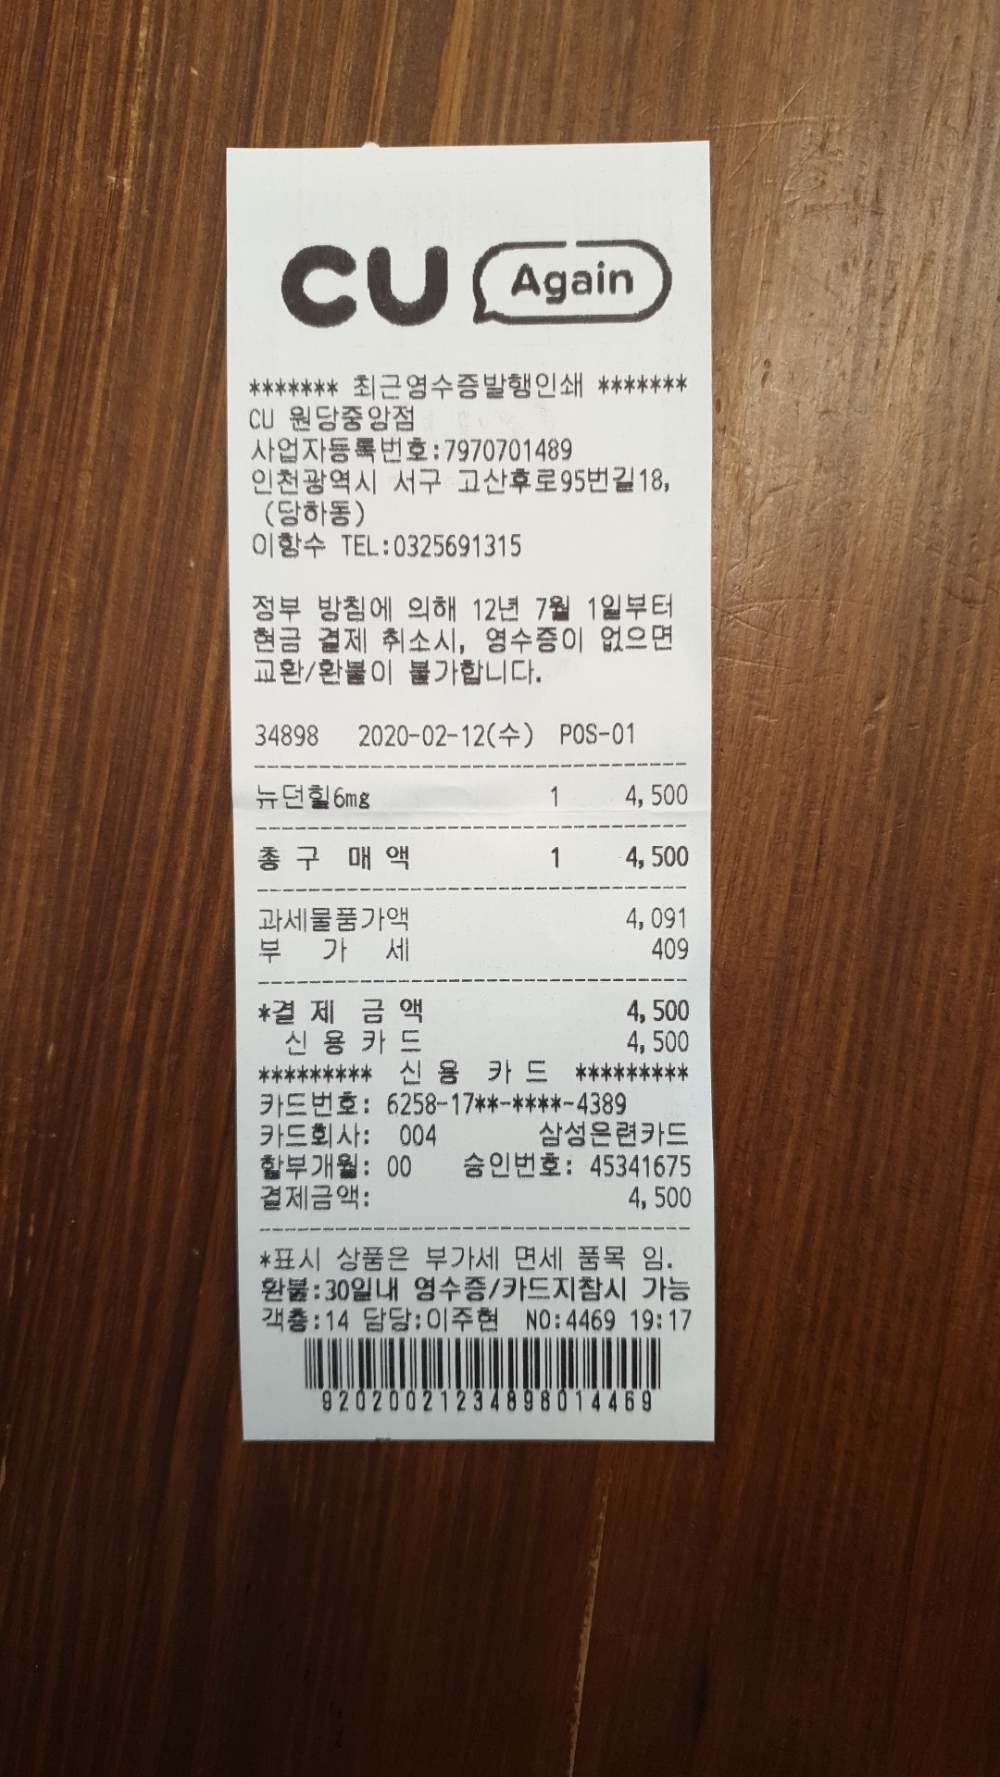 CU Again
******* 최근영수증발행인쇄 *******
CU 원당중앙점
사업자등록번호:7970701489
인천광역시 서구 고산후로95번길18,
(당하동)
이항수 TEL:0325691315
정부 방침에 의해 12년 7월 1일부터
현금 결제 취소시, 영수증이 없으면
교환/환불이 불가합니다.
34898 2020-02-12(수) POS-01
뉴던힐6mg 1 4,500
총 구 매 액 1 4,500
과세물품가액 4,091
부 가 세 409
*결 제 금 액 4,500
신 용 카 드 4,500
********* 신 용 카 드 *********
카드번호: 6258-17**-****-4389
카드회사: 004 삼성은련카드
할부개월: 00 승인번호: 45341675
결제금액: 4,500
*표시 상품은 부가세 면세 품목 임.
환불:30일내 영수증/카드지참시 가능
객층:14 담당:이주현 NO:4469 19:17
92020021234898014469